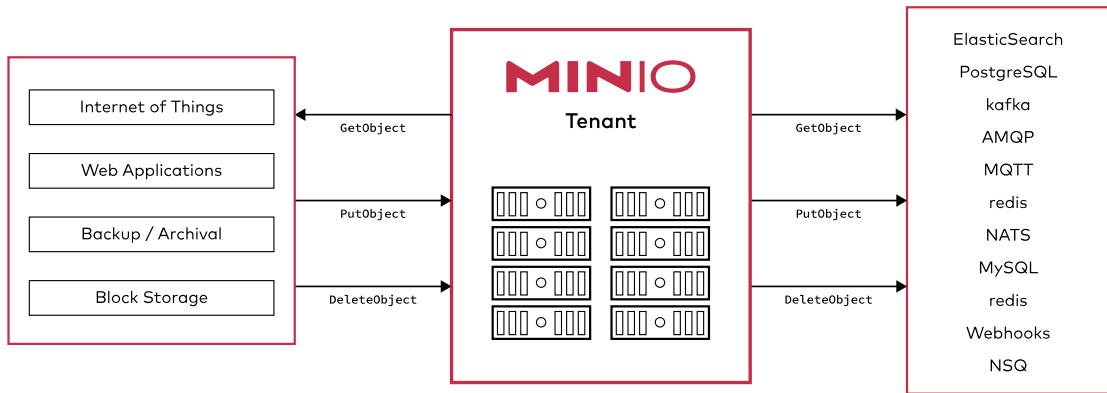 Internet of Things
Web Applications
Backup / Archival
Block Storage
GetObject
PutObject
DeleteObject
MINIO
Tenant
GetObject
PutObject
DeleteObject
ElasticSearch
PostgreSQL
kafka
AMQP
MQTT
redis
NATS
MySQL
redis
Webhooks
NSQ